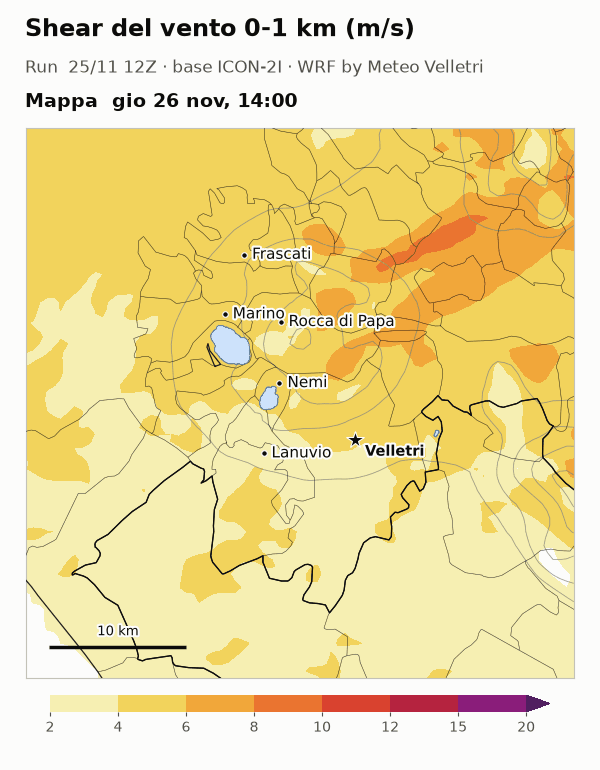 Shear del vento 0-1 km (m/s)
Run  25/11 12Z · base ICON-2I · WRF by Meteo Velletri
Mappa  gio 26 nov, 14:00
Frascati
Marino
Rocca di Papa
Nemi
Velletri
Lanuvio
10 km
2 4 6 8 10 12 15 20